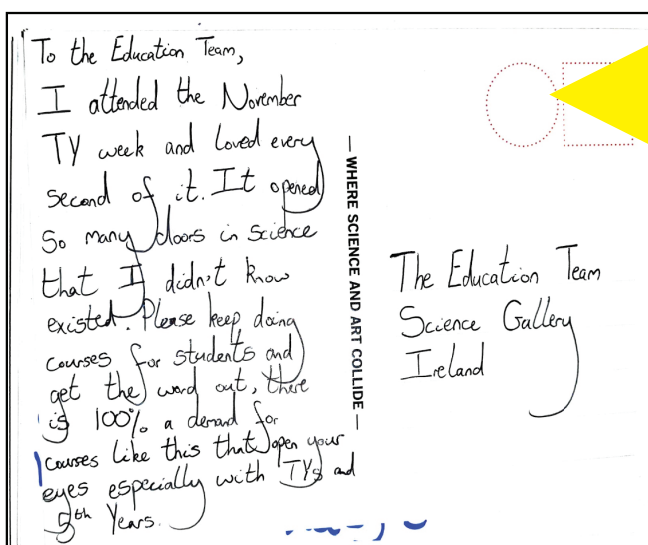 To the Education Team,
I attended the November
TY week and loved every
second of it. It opened
So many doors in science
that I didn't know
existed. Please keep doing
courses for students and
get the word out, there
is 100% a demand for
courses like this that open your
eyes especially with TYs and
5th Years.
— WHERE SCIENCE AND ART COLLIDE —
The Education Team
Science Gallery
Ireland